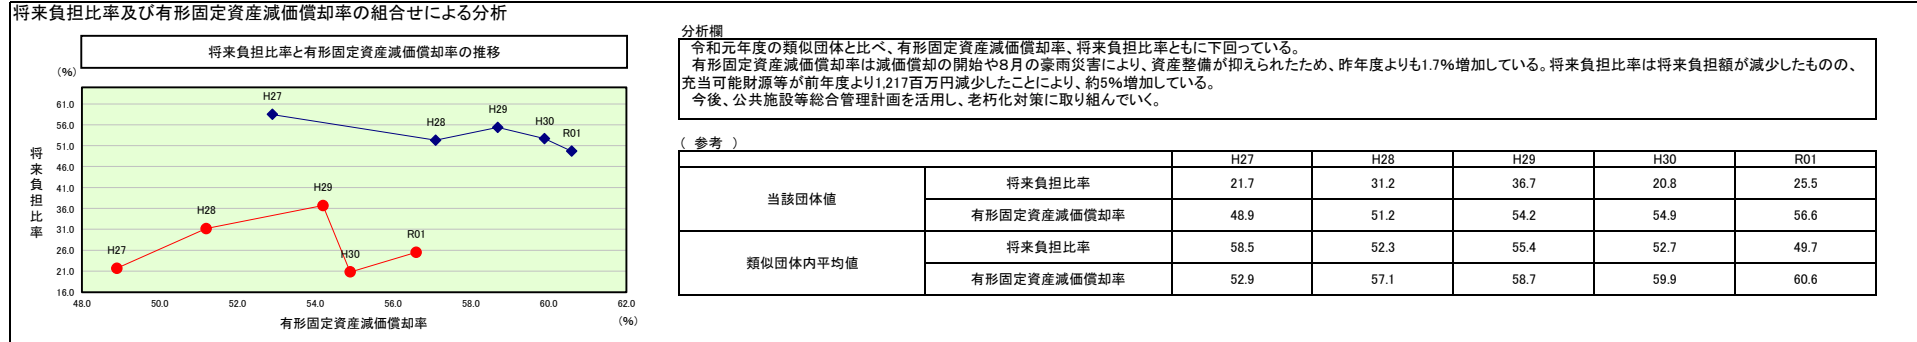 将来負担比率及び有形固定資産減価償却率の組合せによる分析
将来負担比率と有形固定資産減価償却率の推移
(%)
将来負担比率
61.0
56.0
51.0
46.0
41.0
36.0
31.0
26.0
21.0
16.0
H27
H28
H29
H30
R01
H27
H28
H29
H30
R01
48.0 50.0 52.0 54.0 56.0 58.0 60.0 62.0
有形固定資産減価償却率
(%)
分析欄
令和元年度の類似団体と比べ、有形固定資産減価償却率、将来負担比率ともに下回っている。
有形固定資産減価償却率は減価償却の開始や8月の豪雨災害により、資産整備が抑えられたため、昨年度よりも1.7%増加している。将来負担比率は将来負担額が減少したものの、
充当可能財源等が前年度より1,217百万円減少したことにより、約5%増加している。
今後、公共施設等総合管理計画を活用し、老朽化対策に取り組んでいく。
( 参考 )
H27 H28 H29 H30 R01
当該団体値
将来負担比率 21.7 31.2 36.7 20.8 25.5
有形固定資産減価償却率 48.9 51.2 54.2 54.9 56.6
類似団体内平均値
将来負担比率 58.5 52.3 55.4 52.7 49.7
有形固定資産減価償却率 52.9 57.1 58.7 59.9 60.6